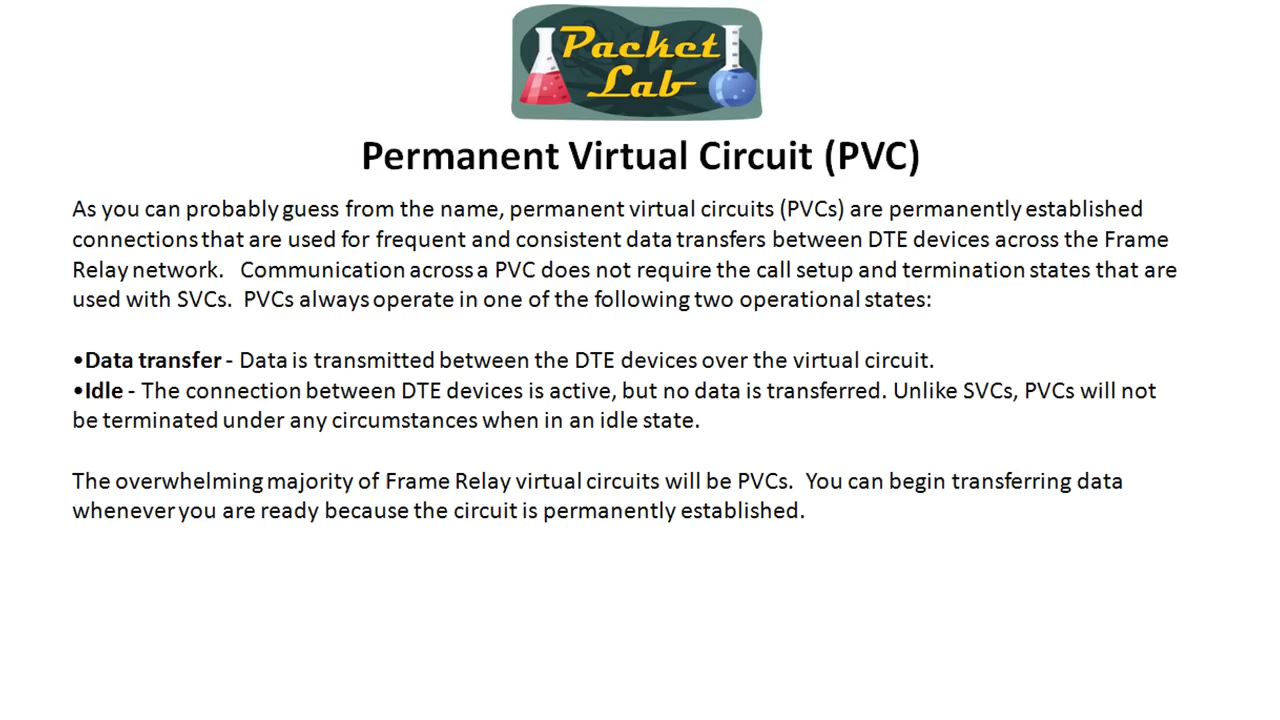 Packet
Lab
Permanent Virtual Circuit (PVC)
As you can probably guess from the name, permanent virtual circuits (PVCs) are permanently established
connections that are used for frequent and consistent data transfers between DTE devices across the Frame
Relay network.   Communication across a PVC does not require the call setup and termination states that are
used with SVCs.  PVCs always operate in one of the following two operational states:
•Data transfer - Data is transmitted between the DTE devices over the virtual circuit.
•Idle - The connection between DTE devices is active, but no data is transferred. Unlike SVCs, PVCs will not
be terminated under any circumstances when in an idle state.
The overwhelming majority of Frame Relay virtual circuits will be PVCs.  You can begin transferring data
whenever you are ready because the circuit is permanently established.